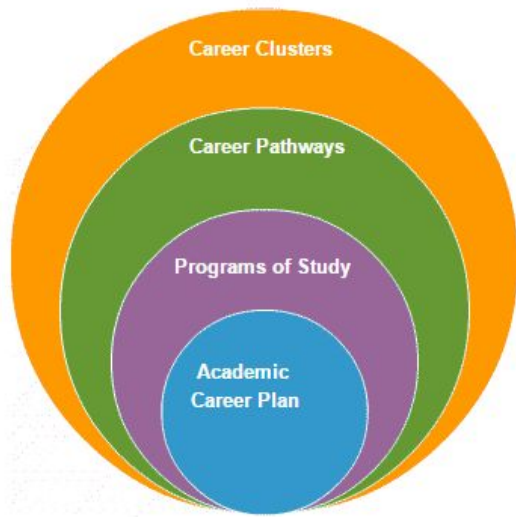 Career Clusters
Career Pathways
Programs of Study
Academic
Career Plan